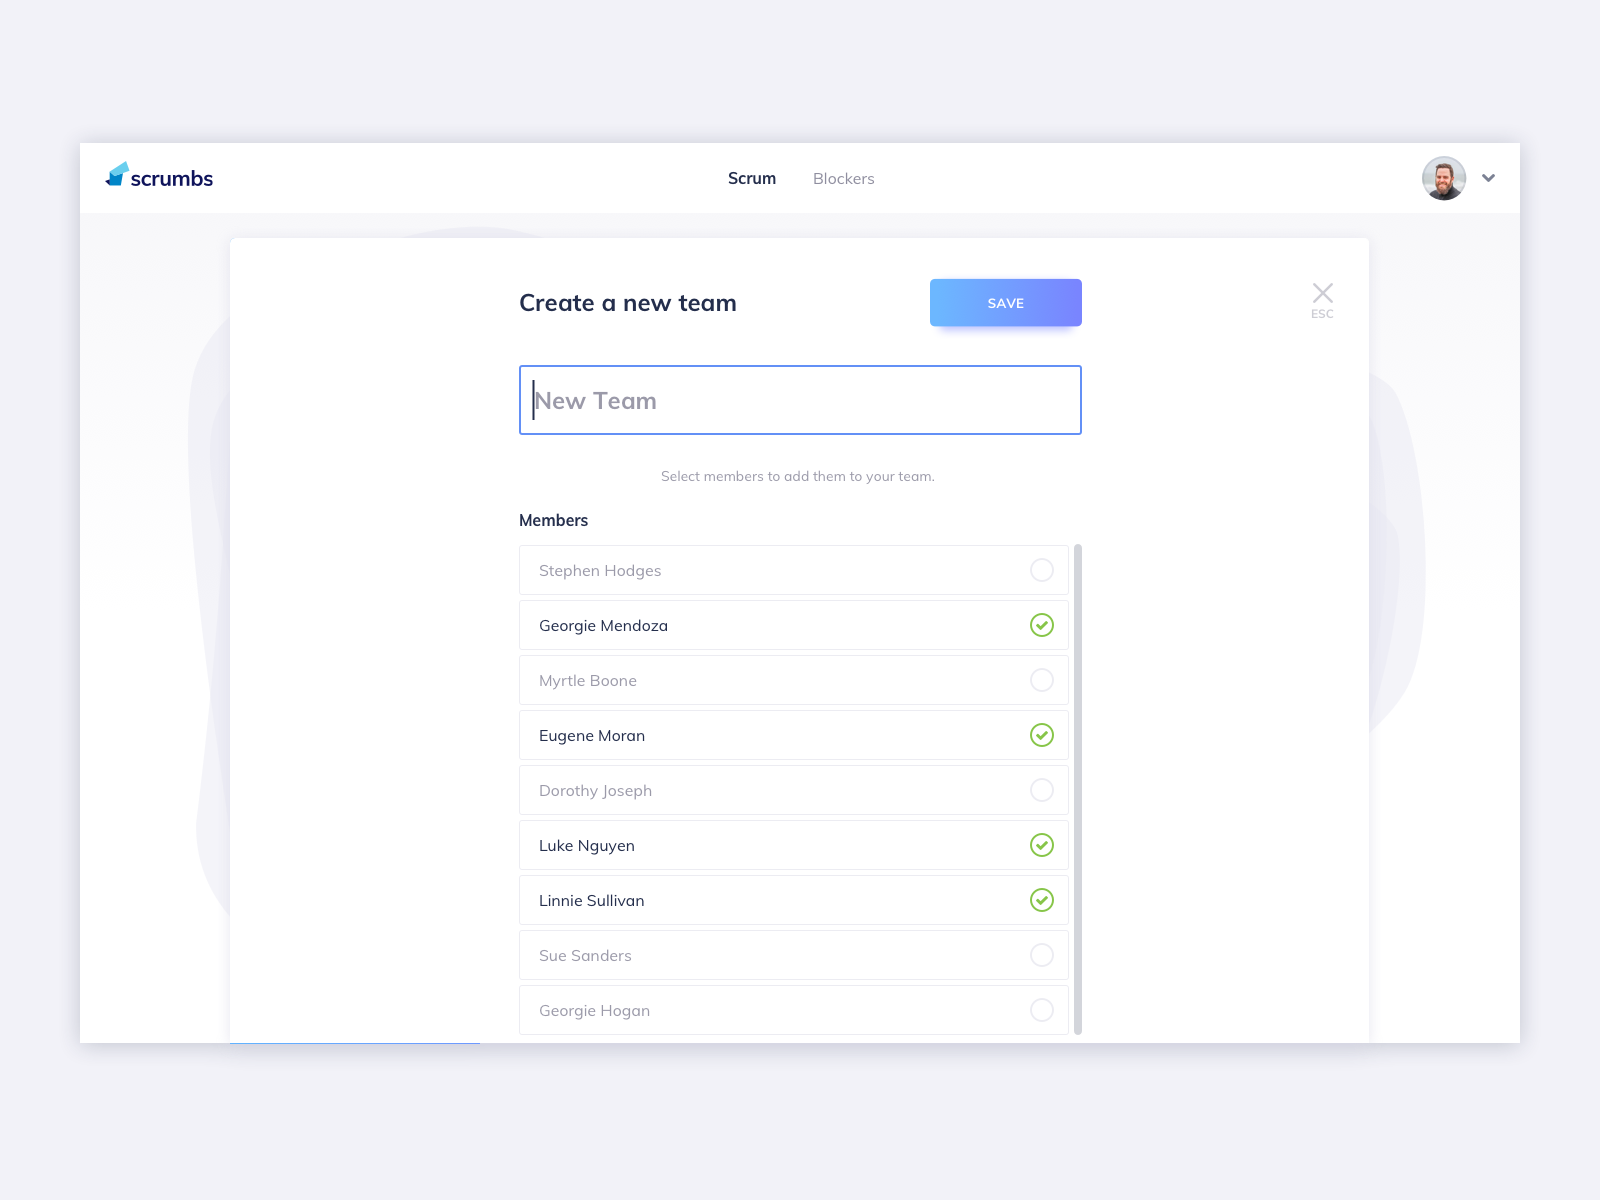 scrumbs
Scrum
Blockers
Create a new team
SAVE
ESC
New Team
Select members to add them to your team.
Members
Stephen Hodges
Georgie Mendoza
Myrtle Boone
Eugene Moran
Dorothy Joseph
Luke Nguyen
Linnie Sullivan
Sue Sanders
Georgie Hogan